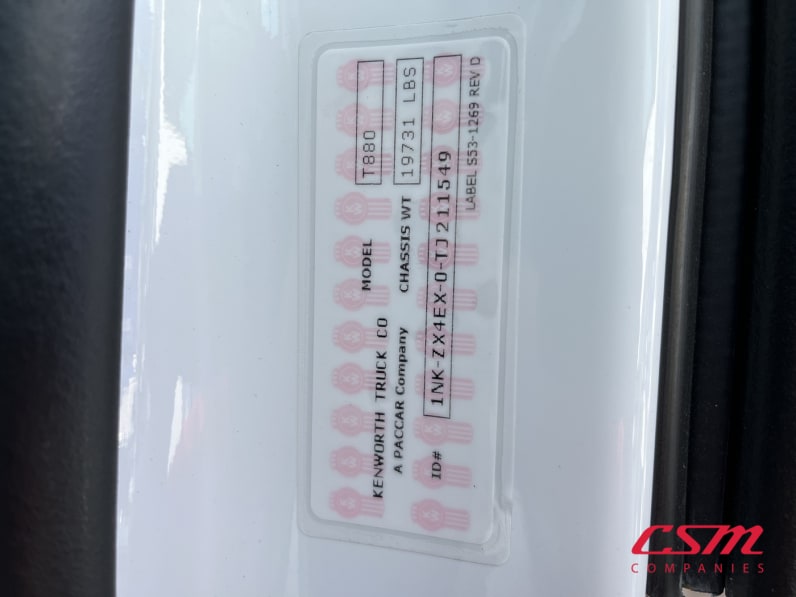 KENWORTH TRUCK CO MODEL T880
A PACCAR Company CHASSIS WT 19731 LBS
ID# 1NK-ZX4EX-0-TJ211549
LABEL S53-1269 REV D
CSM
COMPANIES